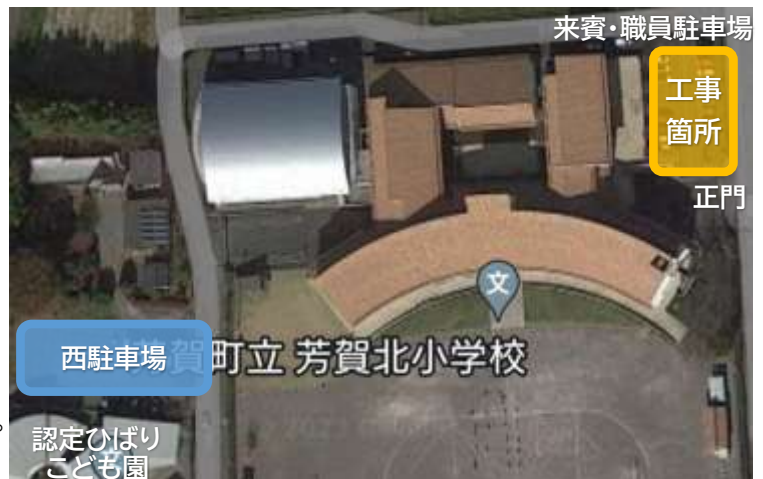 来賓・職員駐車場
工事
箇所
正門
文
西駐車場
賀町立 芳賀北小学校
。
認定ひばり
こども園